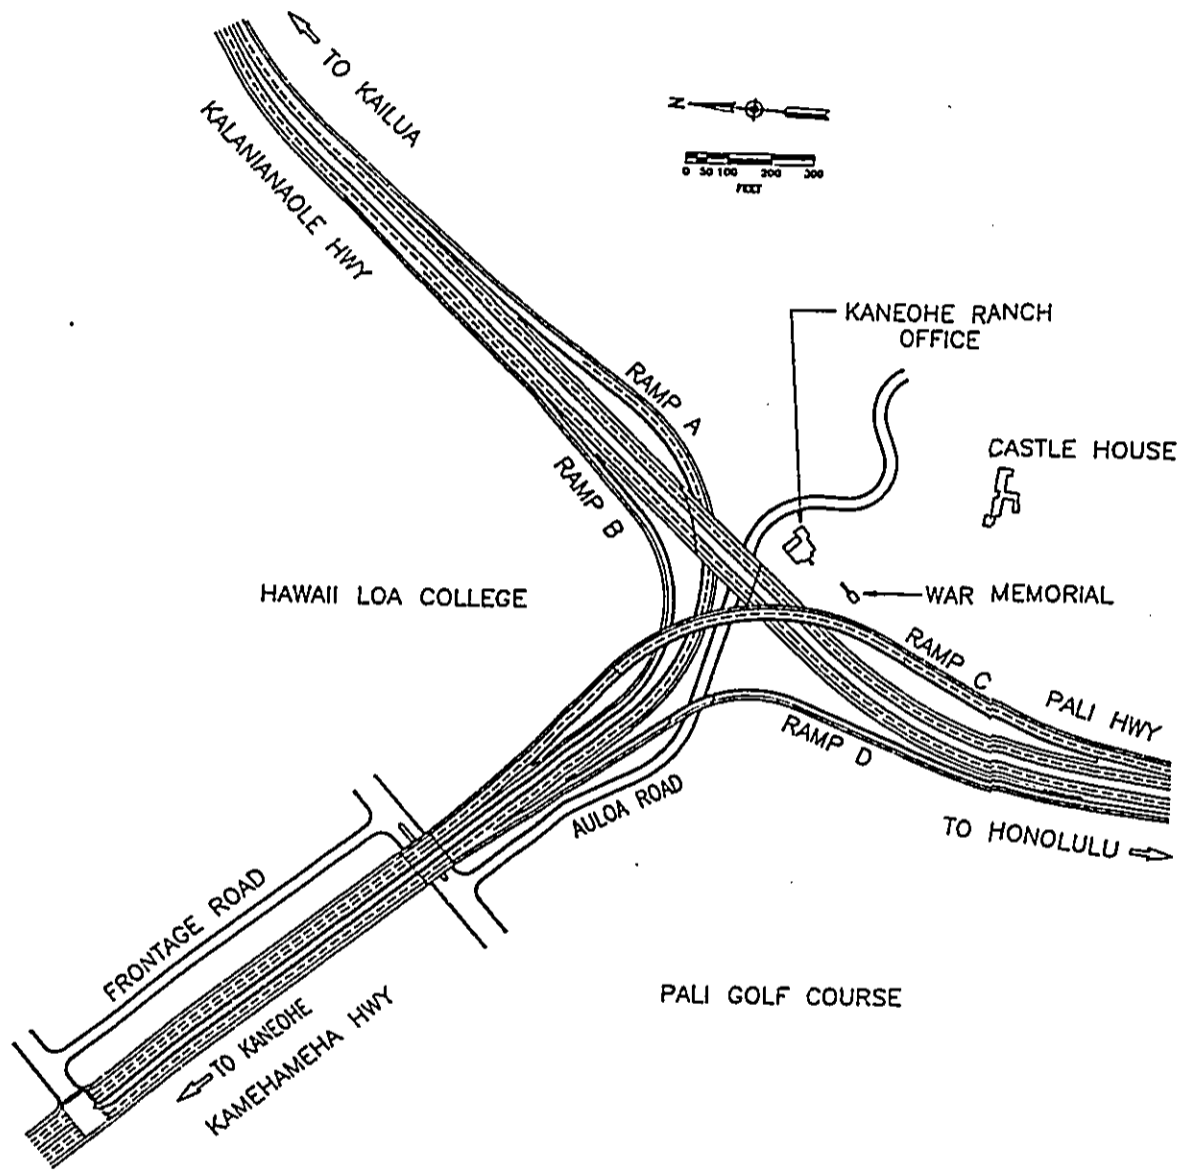 TO KAILUA
KALANIANAOLE HWY
N
0 50 100 200 300
FEET
KANEOHE RANCH
OFFICE
RAMP A
CASTLE HOUSE
RAMP B
HAWAII LOA COLLEGE
WAR MEMORIAL
RAMP C
PALI HWY
RAMP D
AULOA ROAD
TO HONOLULU
FRONTAGE ROAD
PALI GOLF COURSE
TO KANEOHE
KAMEHAMEHA HWY